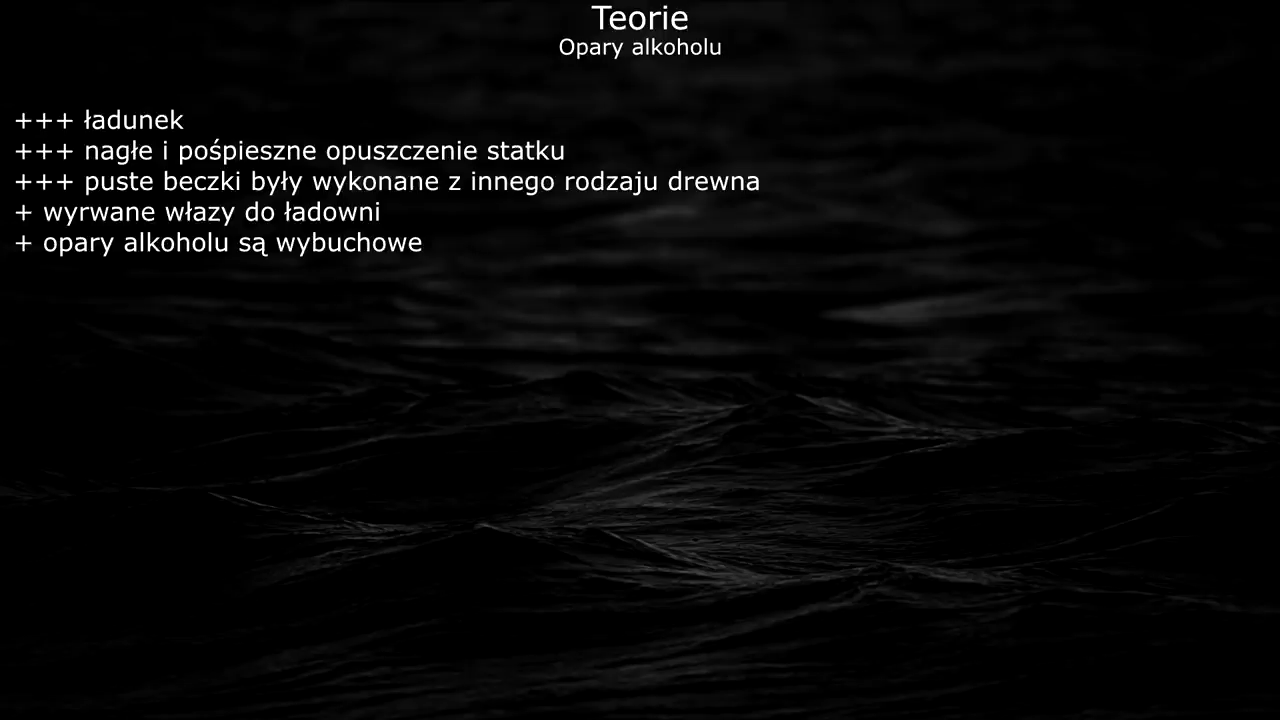 Teorie
Opary alkoholu
+++ ładunek
+++ nagłe i pośpieszne opuszczenie statku
+++ puste beczki były wykonane z innego rodzaju drewna
+ wyrwane włazy do ładowni
+ opary alkoholu są wybuchowe